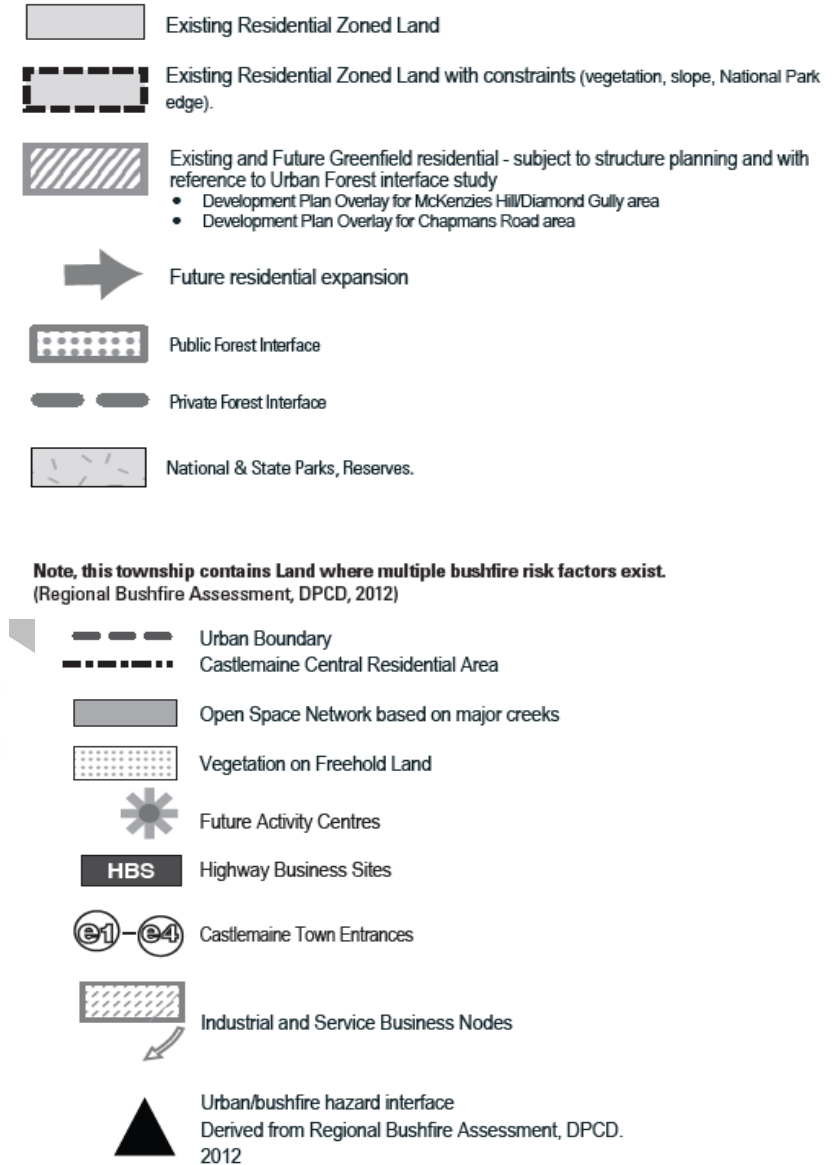 Existing Residential Zoned Land
Existing Residential Zoned Land with constraints (vegetation, slope, National Park
edge).
Existing and Future Greenfield residential - subject to structure planning and with
reference to Urban Forest interface study
• Development Plan Overlay for McKenzies Hill/Diamond Gully area
• Development Plan Overlay for Chapmans Road area
Future residential expansion
Public Forest Interface
Private Forest Interface
National & State Parks, Reserves.
Note, this township contains Land where multiple bushfire risk factors exist.
(Regional Bushfire Assessment, DPCD, 2012)
Urban Boundary
Castlemaine Central Residential Area
Open Space Network based on major creeks
Vegetation on Freehold Land
Future Activity Centres
HBS Highway Business Sites
e1-e4 Castlemaine Town Entrances
Industrial and Service Business Nodes
Urban/bushfire hazard interface
Derived from Regional Bushfire Assessment, DPCD.
2012